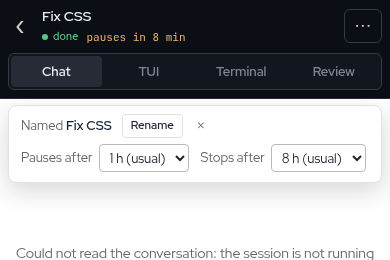 Fix CSS
done pauses in 8 min
Chat TUI Terminal Review
Named Fix CSS Rename ×
Pauses after 1 h (usual) Stops after 8 h (usual)
Could not read the conversation: the session is not running